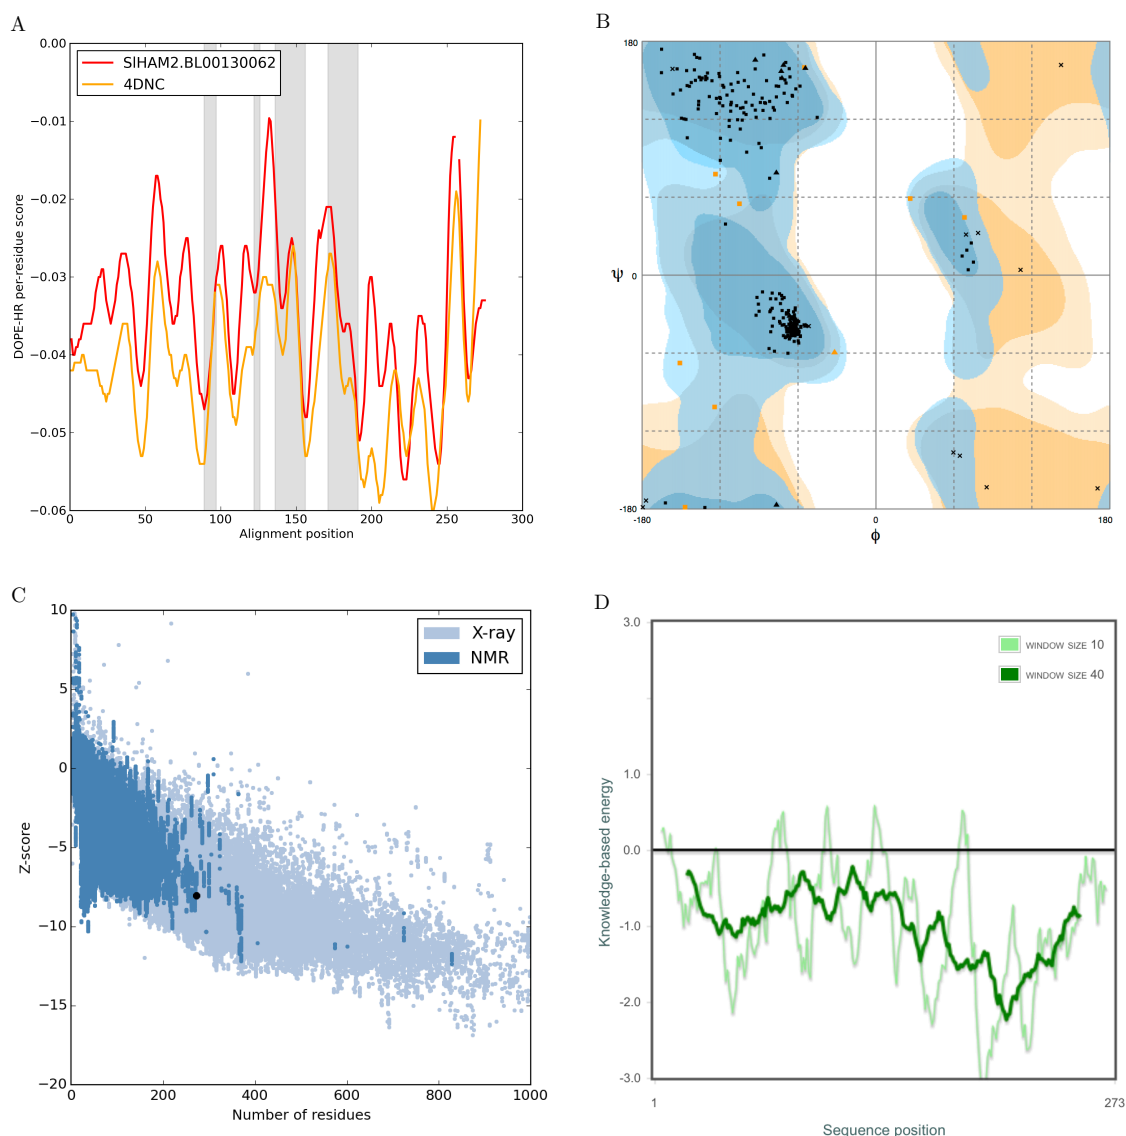 A
0.00
−0.01
−0.02
−0.03
−0.04
−0.05
−0.06
DOPE-HR per-residue score
SlHAM2.BL00130062
4DNC
0 50 100 150 200 250 300
Alignment position
B
180
ψ 0
-180
-180 0 180
ϕ
C
10
5
0
−5
−10
−15
−20
Z-score
X-ray
NMR
0 200 400 600 800 1000
Number of residues
D
3.0
1.0
0.0
-1.0
-2.0
-3.0
Knowledge-based energy
WINDOW SIZE 10
WINDOW SIZE 40
1 273
Sequence position